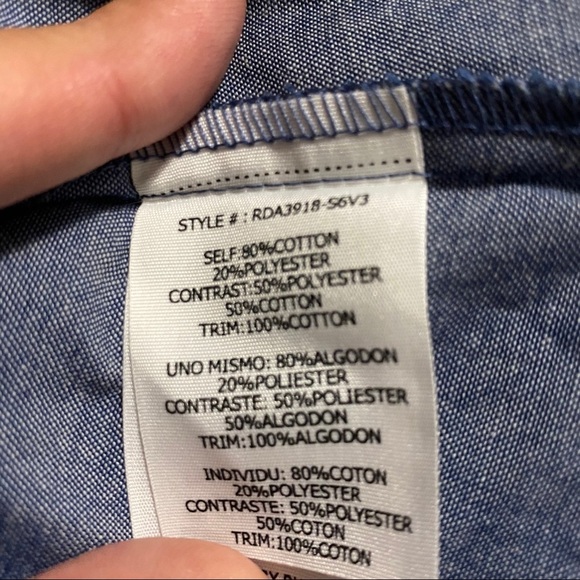 STYLE # : RDA3918-S6V3
SELF:80%COTTON
20%POLYESTER
CONTRAST:50%POLYESTER
50%COTTON
TRIM:100%COTTON
UNO MISMO: 80%ALGODON
20%POLIESTER
CONTRASTE: 50%POLIESTER
50%ALGODON
TRIM:100%ALGODON
INDIVIDU: 80%COTON
20%POLYESTER
CONTRASTE: 50%POLYESTER
50%COTON
TRIM:100%COTON